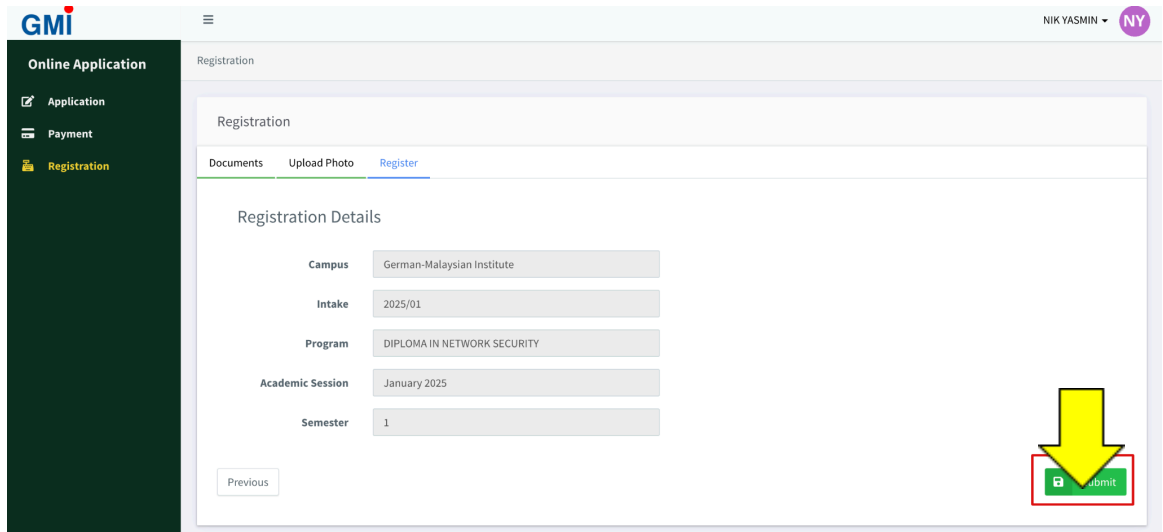 GMi
NIK YASMIN
NY
Online Application
Application
Payment
Registration
Registration
Registration
Documents Upload Photo Register
Registration Details
Campus German-Malaysian Institute
Intake 2025/01
Program DIPLOMA IN NETWORK SECURITY
Academic Session January 2025
Semester 1
Previous